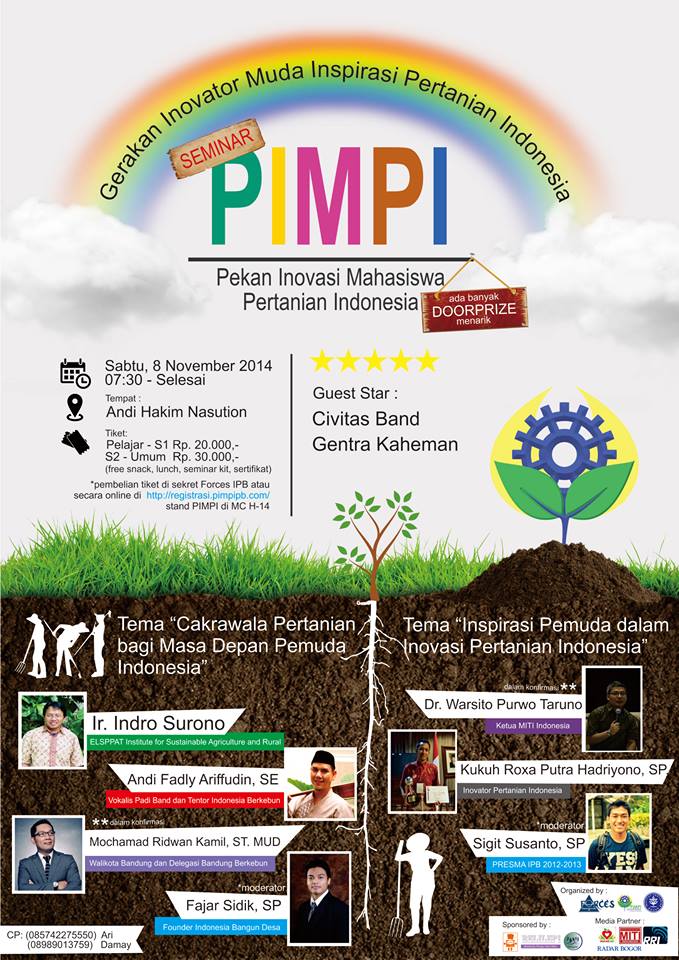 Gerakan Inovator Muda Inspirasi Pertanian Indonesia
SEMINAR
PIMPI
Pekan Inovasi Mahasiswa
Pertanian Indonesia
ada banyak
DOORPRIZE
menarik
Sabtu, 8 November 2014
07:30 - Selesai
Tempat :
Andi Hakim Nasution
Tiket:
Pelajar - S1 Rp. 20.000,-
S2 - Umum Rp. 30.000,-
(free snack, lunch, seminar kit, sertifikat)
*pembelian tiket di sekret Forces IPB atau
secara online di http://registrasi.pimpipb.com/
stand PIMPI di MC H-14
Guest Star :
Civitas Band
Gentra Kaheman
Tema “Cakrawala Pertanian
bagi Masa Depan Pemuda
Indonesia”
Ir. Indro Surono
ELSPPAT Institute for Sustainable Agriculture and Rural
Andi Fadly Ariffudin, SE
Vokalis Padi Band dan Tentor Indonesia Berkebun
**dalam konfirmasi
Mochamad Ridwan Kamil, ST. MUD
Walikota Bandung dan Delegasi Bandung Berkebun
*moderator
Fajar Sidik, SP
Founder Indonesia Bangun Desa
CP: (085742275550) Ari
(08989013759) Damay
Tema “Inspirasi Pemuda dalam
Inovasi Pertanian Indonesia”
dalam konfirmasi **
Dr. Warsito Purwo Taruno
Ketua MITI Indonesia
Kukuh Roxa Putra Hadriyono, SP
Inovator Pertanian Indonesia
*moderator
Sigit Susanto, SP
PRESMA IPB 2012-2013
YES
Organized by :
FORCES
Sponsored by :
Media Partner :
MITI
RRI
RADAR BOGOR